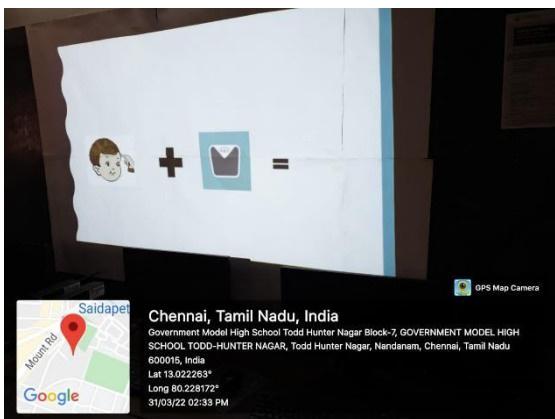 GPS Map Camera
Saidapet
Mount Rd
Google
Chennai, Tamil Nadu, India
Government Model High School Todd Hunter Nagar Block-7, GOVERNMENT MODEL HIGH
SCHOOL TODD-HUNTER NAGAR, Todd Hunter Nagar, Nandanam, Chennai, Tamil Nadu
600015, India
Lat 13.022263°
Long 80.228172°
31/03/22 02:33 PM